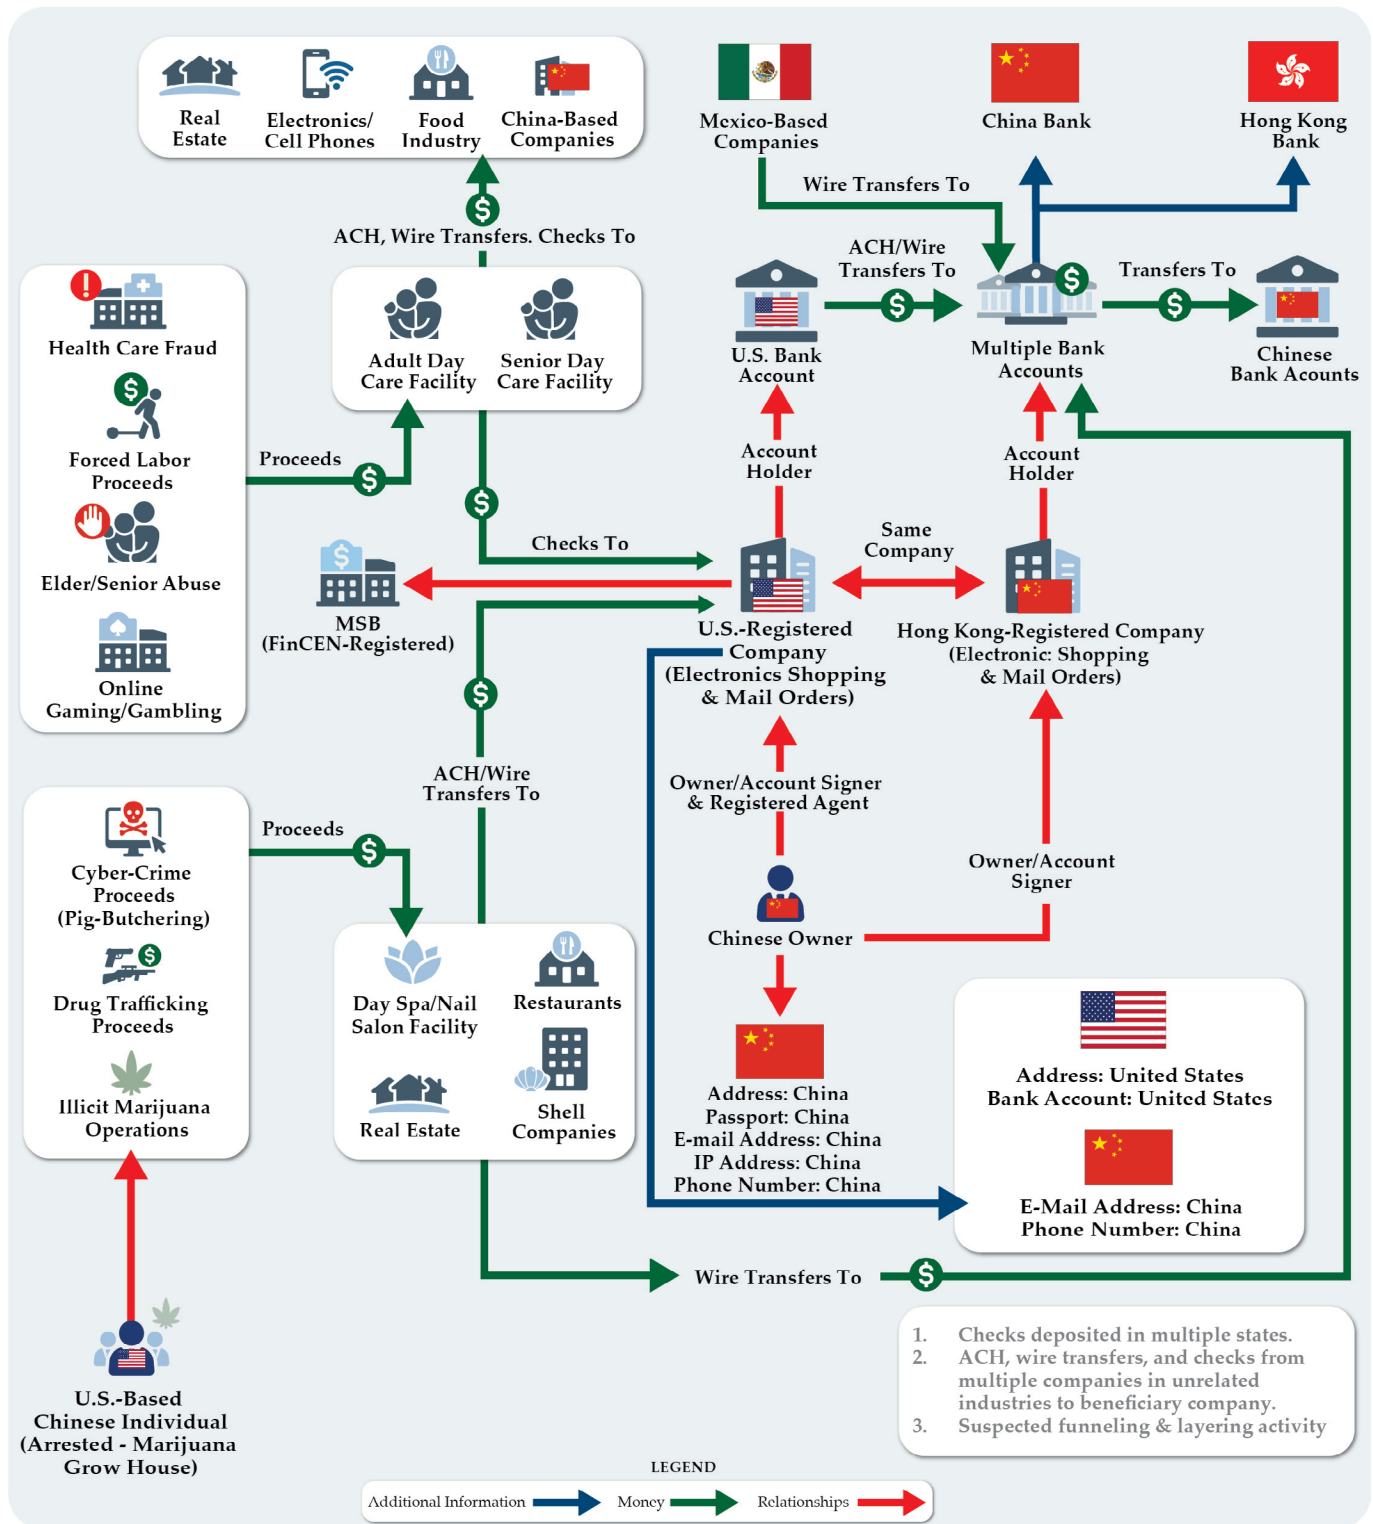 Real
Estate
Electronics/
Cell Phones
Food
Industry
China-Based
Companies
Mexico-Based
Companies
China Bank
Hong Kong
Bank
Wire Transfers To
ACH, Wire Transfers. Checks To
ACH/Wire
Transfers To
Transfers To
Health Care Fraud
Forced Labor
Proceeds
Elder/Senior Abuse
Online
Gaming/Gambling
Proceeds
Adult Day
Care Facility
Senior Day
Care Facility
U.S. Bank
Account
Multiple Bank
Accounts
Chinese
Bank Acounts
Account
Holder
Account
Holder
Checks To
Same
Company
MSB
(FinCEN-Registered)
U.S.-Registered
Company
(Electronics Shopping
& Mail Orders)
Hong Kong-Registered Company
(Electronic: Shopping
& Mail Orders)
ACH/Wire
Transfers To
Owner/Account Signer
& Registered Agent
Cyber-Crime
Proceeds
(Pig-Butchering)
Drug Trafficking
Proceeds
Illicit Marijuana
Operations
Proceeds
Owner/Account
Signer
Chinese Owner
Day Spa/Nail
Salon Facility
Restaurants
Real Estate
Shell
Companies
Address: China
Passport: China
E-mail Address: China
IP Address: China
Phone Number: China
Address: United States
Bank Account: United States
E-Mail Address: China
Phone Number: China
Wire Transfers To
U.S.-Based
Chinese Individual
(Arrested - Marijuana
Grow House)
1. Checks deposited in multiple states.
2. ACH, wire transfers, and checks from
multiple companies in unrelated
industries to beneficiary company.
3. Suspected funneling & layering activity
LEGEND
Additional Information
Money
Relationships